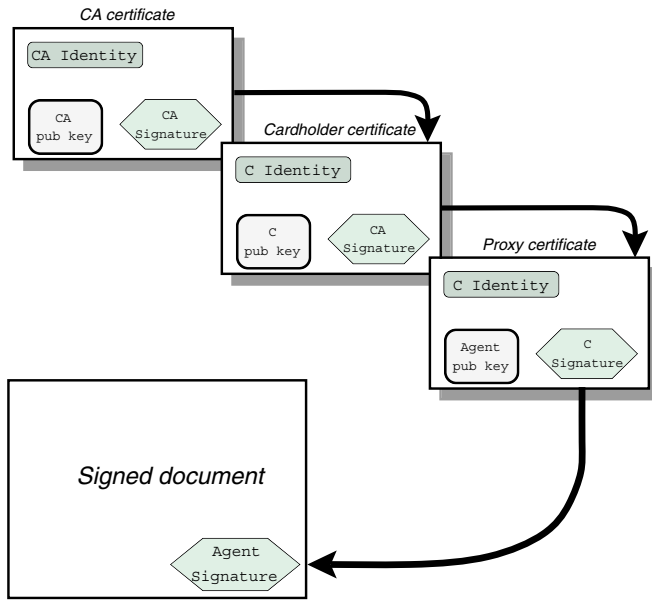 CA certificate
CA Identity
CA
pub key
CA
Signature
Cardholder certificate
C Identity
C
pub key
CA
Signature
Proxy certificate
C Identity
Agent
pub key
C
Signature
Signed document
Agent
Signature